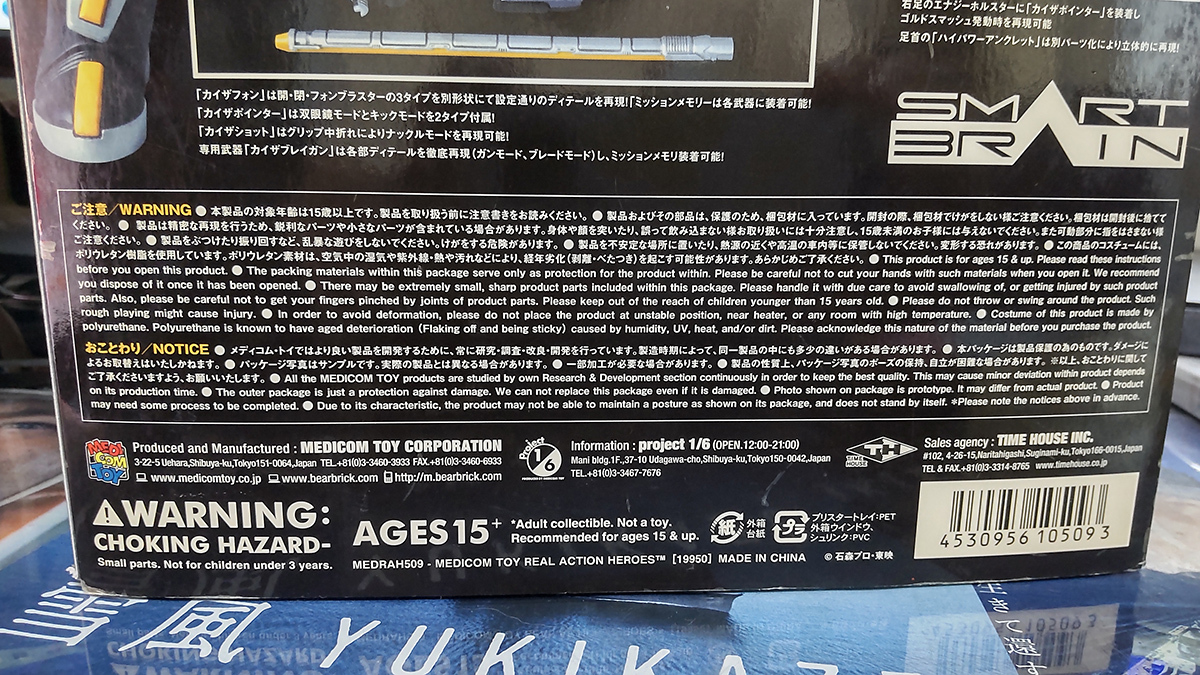 右足のエナジーホルスターに「カイザポインター」を装着し
ゴルドスマッシュ発動時を再現可能
足首の「ハイパワーアンクレット」は別パーツ化により立体的に再現!
SMART
BRAIN
「カイザフォン」は開・閉・フォンブラスターの3タイプを別形状にて設定通りのディテールを再現!「ミッションメモリーは各武器に装着可能!
「カイザポインター」は双眼鏡モードとキックモードを2タイプ付属!
「カイザショット」はグリップ中折れによりナックルモードを再現可能!
専用武器「カイザブレイガン」は各部ディテールを徹底再現(ガンモード、ブレードモード)し、ミッションメモリ装着可能!
ご注意/WARNING ● 本製品の対象年齢は15歳以上です。製品を取り扱う前に注意書きをお読みください。 ● 製品およびその部品は、保護のため、梱包材に入っています。開封の際、梱包材でけがをしない様ご注意ください。梱包材は開封後に捨てて
ください。 ● 製品は精密な再現を行うため、鋭利なパーツや小さなパーツが含まれている場合があります。身体や顔を突いたり、誤って飲み込まない様お取り扱いには十分注意し、15歳未満のお子様には与えないでください。また可動部分に指をはさまない様
ご注意ください。 ● 製品をぶつけたり振り回すなど、乱暴な遊びをしないでください。けがをする危険があります。 ● 製品を不安定な場所に置いたり、熱源の近くや高温の車内等に保管しないでください。変形する恐れがあります。 ● この商品のコスチュームには、
ポリウレタン樹脂を使用しています。ポリウレタン素材は、空気中の湿気や紫外線・熱や汚れなどにより、経年劣化(剥離・べたつき)を起こす可能性があります。あらかじめご了承ください。 ● This product is for ages 15 & up. Please read these instructions
before you open this product. ● The packing materials within this package serve only as protection for the product within. Please be careful not to cut your hands with such materials when you open it. We recommend
you dispose of it once it has been opened. ● There may be extremely small, sharp product parts included within this package. Please handle it with due care to avoid swallowing of, or getting injured by such product
parts. Also, please be careful not to get your fingers pinched by joints of product parts. Please keep out of the reach of children younger than 15 years old. ● Please do not throw or swing around the product. Such
rough playing might cause injury. ● In order to avoid deformation, please do not place the product at unstable position, near heater, or any room with high temperature. ● Costume of this product is made by
polyurethane. Polyurethane is known to have aged deterioration (Flaking off and being sticky) caused by humidity, UV, heat, and/or dirt. Please acknowledge this nature of the material before you purchase the product.
おことわり/NOTICE ● メディコム・トイではより良い製品を開発するために、常に研究・調査・改良・開発を行っています。製造時期によって、同一製品の中にも多少の違いがある場合があります。 ● 本パッケージは製品保護の為のものです。ダメージに
よるお取替えはいたしかねます。 ● パッケージ写真はサンプルです。実際の製品とは異なる場合があります。 ● 一部加工が必要な場合があります。 ● 製品の性質上、パッケージ写真のポーズの保持、自立が困難な場合があります。※以上、おことわりに関して
ご了承くださいますよう、お願いいたします。 ● All the MEDICOM TOY products are studied by own Research & Development section continuously in order to keep the best quality. This may cause minor deviation within product depends
on its production time. ● The outer package is just a protection against damage. We can not replace this package even if it is damaged. ● Photo shown on package is prototype. It may differ from actual product. ● Product
may need some process to be completed. ● Due to its characteristic, the product may not be able to maintain a posture as shown on its package, and does not stand by itself. ※Please note the notices above in advance.
MEDICOM TOY
Produced and Manufactured : MEDICOM TOY CORPORATION
3-22-5 Uehara,Shibuya-ku,Tokyo151-0064,Japan TEL.+81(0)3-3460-7555 FAX.+81(0)3-3460-6933
www.medicomtoy.co.jp www.bearbrick.com http://m.bearbrick.com
Project 1/6
PRODUCED BY MEDICOM TOY
Information : project 1/6 (OPEN.12:00-21:00)
Mani bldg.1F.,37-10 Udagawa-cho,Shibuya-ku,Tokyo150-0042,Japan
TEL.+81(0)3-3467-7676
TH
TIME HOUSE
Sales agency : TIME HOUSE INC.
#102, 4-26-15,Naritahigashi,Suginami-ku,Tokyo166-0015,Japan
TEL & FAX.+81(0)3-3314-8765 www.timehouse.co.jp
WARNING:
CHOKING HAZARD-
Small parts. Not for children under 3 years.
AGES15+
*Adult collectible. Not a toy.
Recommended for ages 15 & up.
紙 外箱
台紙
プラ ブリスタートレイ:PET
外箱ウインドウ、
シュリンク:PVC
4530956105093
MEDRAH509 - MEDICOM TOY REAL ACTION HEROES™ [19950] MADE IN CHINA © 石森プロ・東映
雪風 YUKIKAZE